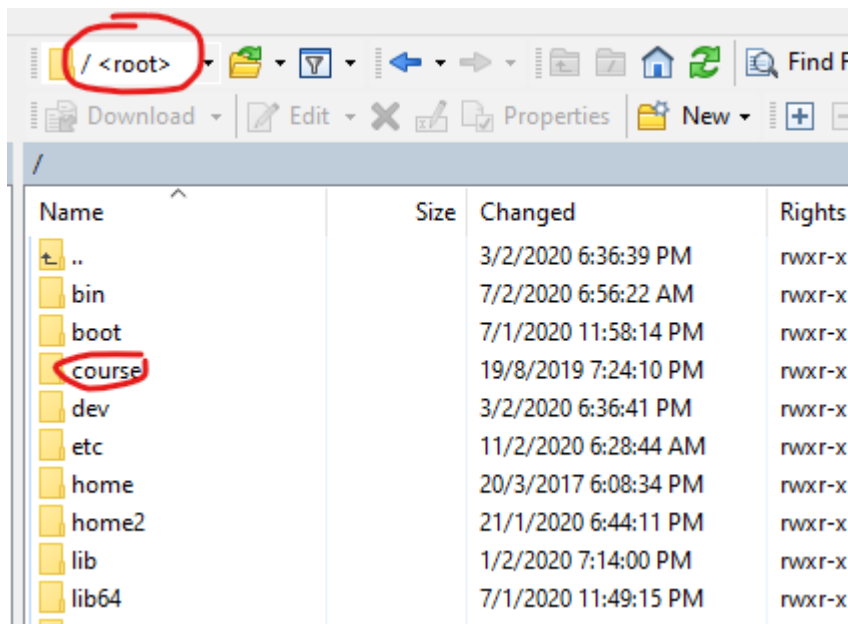 / <root>
Find F
Download Edit Properties New
/
Name Size Changed Rights
.. 3/2/2020 6:36:39 PM rwxr-x
bin 7/2/2020 6:56:22 AM rwxr-x
boot 7/1/2020 11:58:14 PM rwxr-x
course 19/8/2019 7:24:10 PM rwxr-x
dev 3/2/2020 6:36:41 PM rwxr-x
etc 11/2/2020 6:28:44 AM rwxr-x
home 20/3/2017 6:08:34 PM rwxr-x
home2 21/1/2020 6:44:11 PM rwxr-x
lib 1/2/2020 7:14:00 PM rwxr-x
lib64 7/1/2020 11:49:15 PM rwxr-x